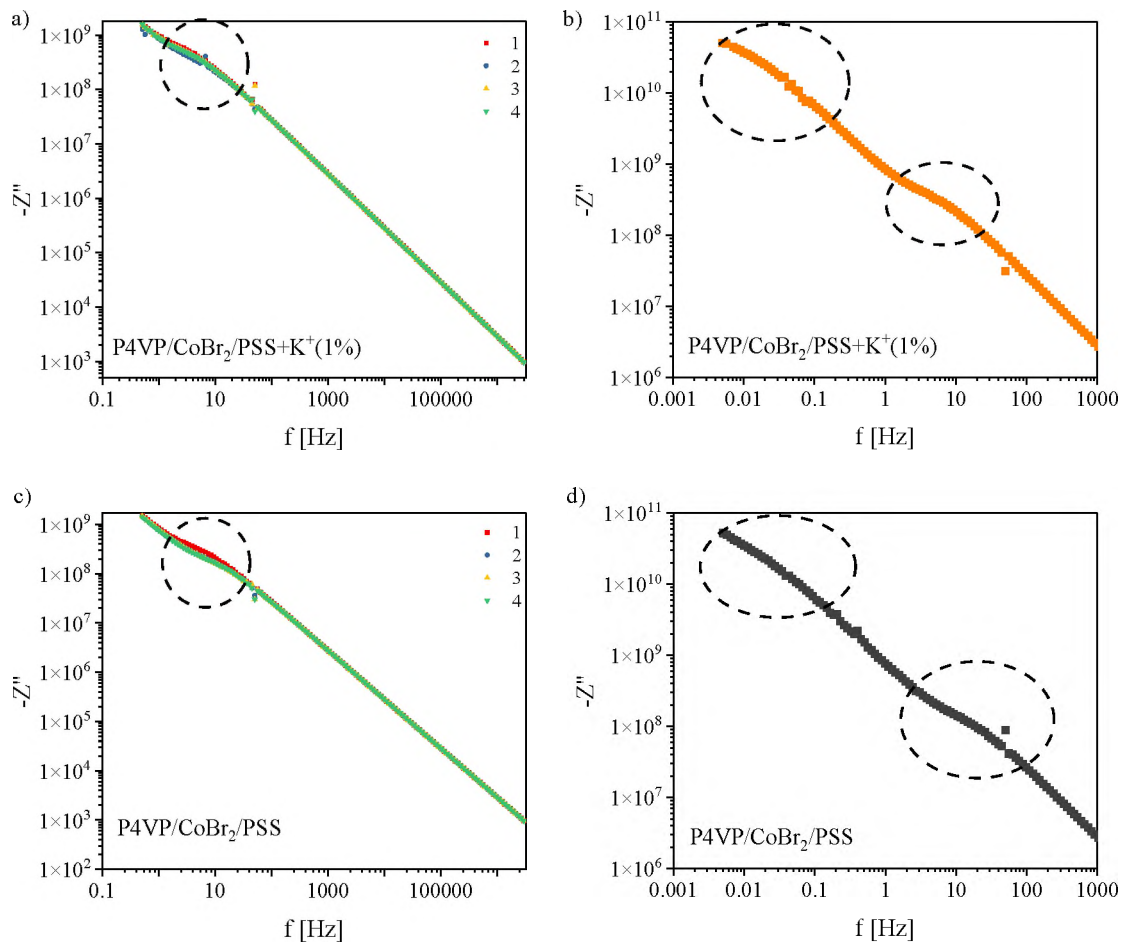 a)
-Z"
1×10⁹
1×10⁸
1×10⁷
1×10⁶
1×10⁵
1×10⁴
1×10³
1
2
3
4
P4VP/CoBr₂/PSS+K⁺(1%)
0.1 10 1000 100000
f [Hz]
b)
-Z"
1×10¹¹
1×10¹⁰
1×10⁹
1×10⁸
1×10⁷
1×10⁶
P4VP/CoBr₂/PSS+K⁺(1%)
0.001 0.01 0.1 1 10 100 1000
f [Hz]
c)
-Z"
1×10⁹
1×10⁸
1×10⁷
1×10⁶
1×10⁵
1×10⁴
1×10³
1×10²
1
2
3
4
P4VP/CoBr₂/PSS
0.1 10 1000 100000
f [Hz]
d)
-Z"
1×10¹¹
1×10¹⁰
1×10⁹
1×10⁸
1×10⁷
1×10⁶
P4VP/CoBr₂/PSS
0.001 0.01 0.1 1 10 100 1000
f [Hz]